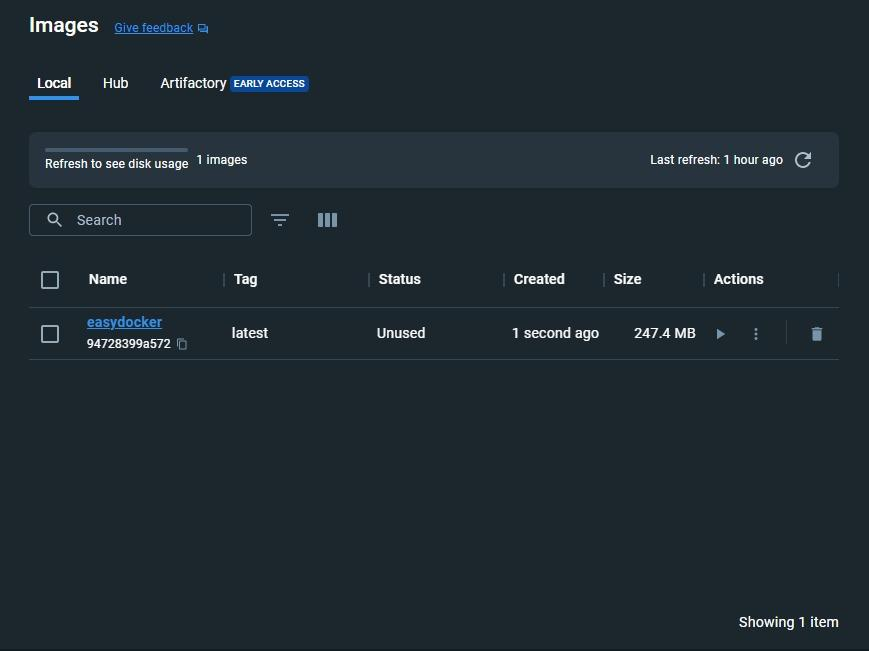 Images Give feedback
Local Hub Artifactory EARLY ACCESS
Refresh to see disk usage 1 images Last refresh: 1 hour ago
Search
Name Tag Status Created Size Actions
easydocker
94728399a572
latest Unused 1 second ago 247.4 MB
Showing 1 item